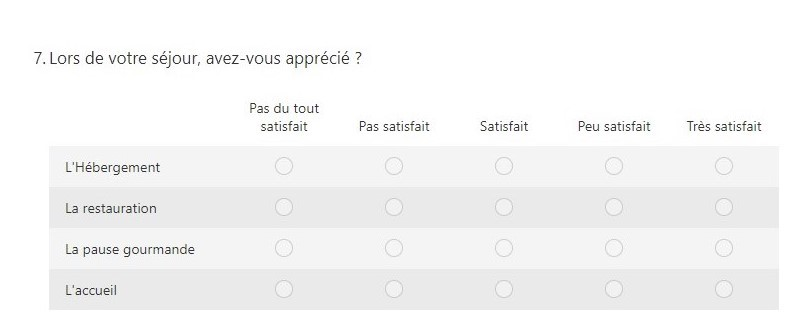 7. Lors de votre séjour, avez-vous apprécié ?
Pas du tout
satisfait
Pas satisfait
Satisfait
Peu satisfait
Très satisfait
L'Hébergement
La restauration
La pause gourmande
L'accueil